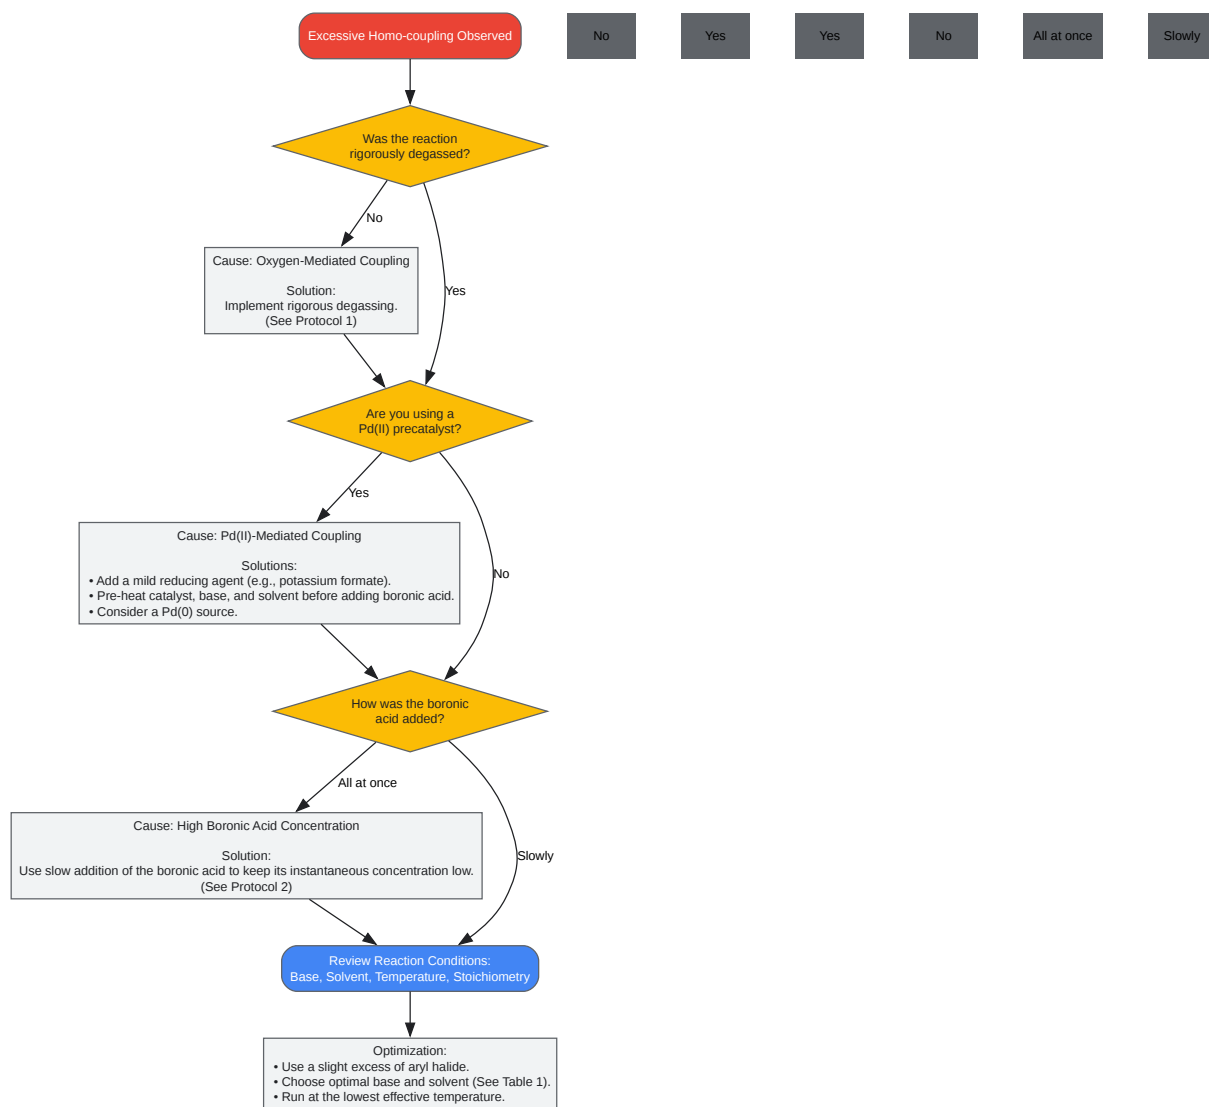 Excessive Homo-coupling Observed
No
Yes
Yes
No
All at once
Slowly
Was the reaction
rigorously degassed?
No
Cause: Oxygen-Mediated Coupling
Solution:
Implement rigorous degassing.
(See Protocol 1)
Yes
Are you using a
Pd(II) precatalyst?
Yes
Cause: Pd(II)-Mediated Coupling
Solutions:
• Add a mild reducing agent (e.g., potassium formate).
• Pre-heat catalyst, base, and solvent before adding boronic acid.
• Consider a Pd(0) source.
No
How was the boronic
acid added?
All at once
Cause: High Boronic Acid Concentration
Solution:
Use slow addition of the boronic acid to keep its instantaneous concentration low.
(See Protocol 2)
Slowly
Review Reaction Conditions:
Base, Solvent, Temperature, Stoichiometry
Optimization:
• Use a slight excess of aryl halide.
• Choose optimal base and solvent (See Table 1).
• Run at the lowest effective temperature.